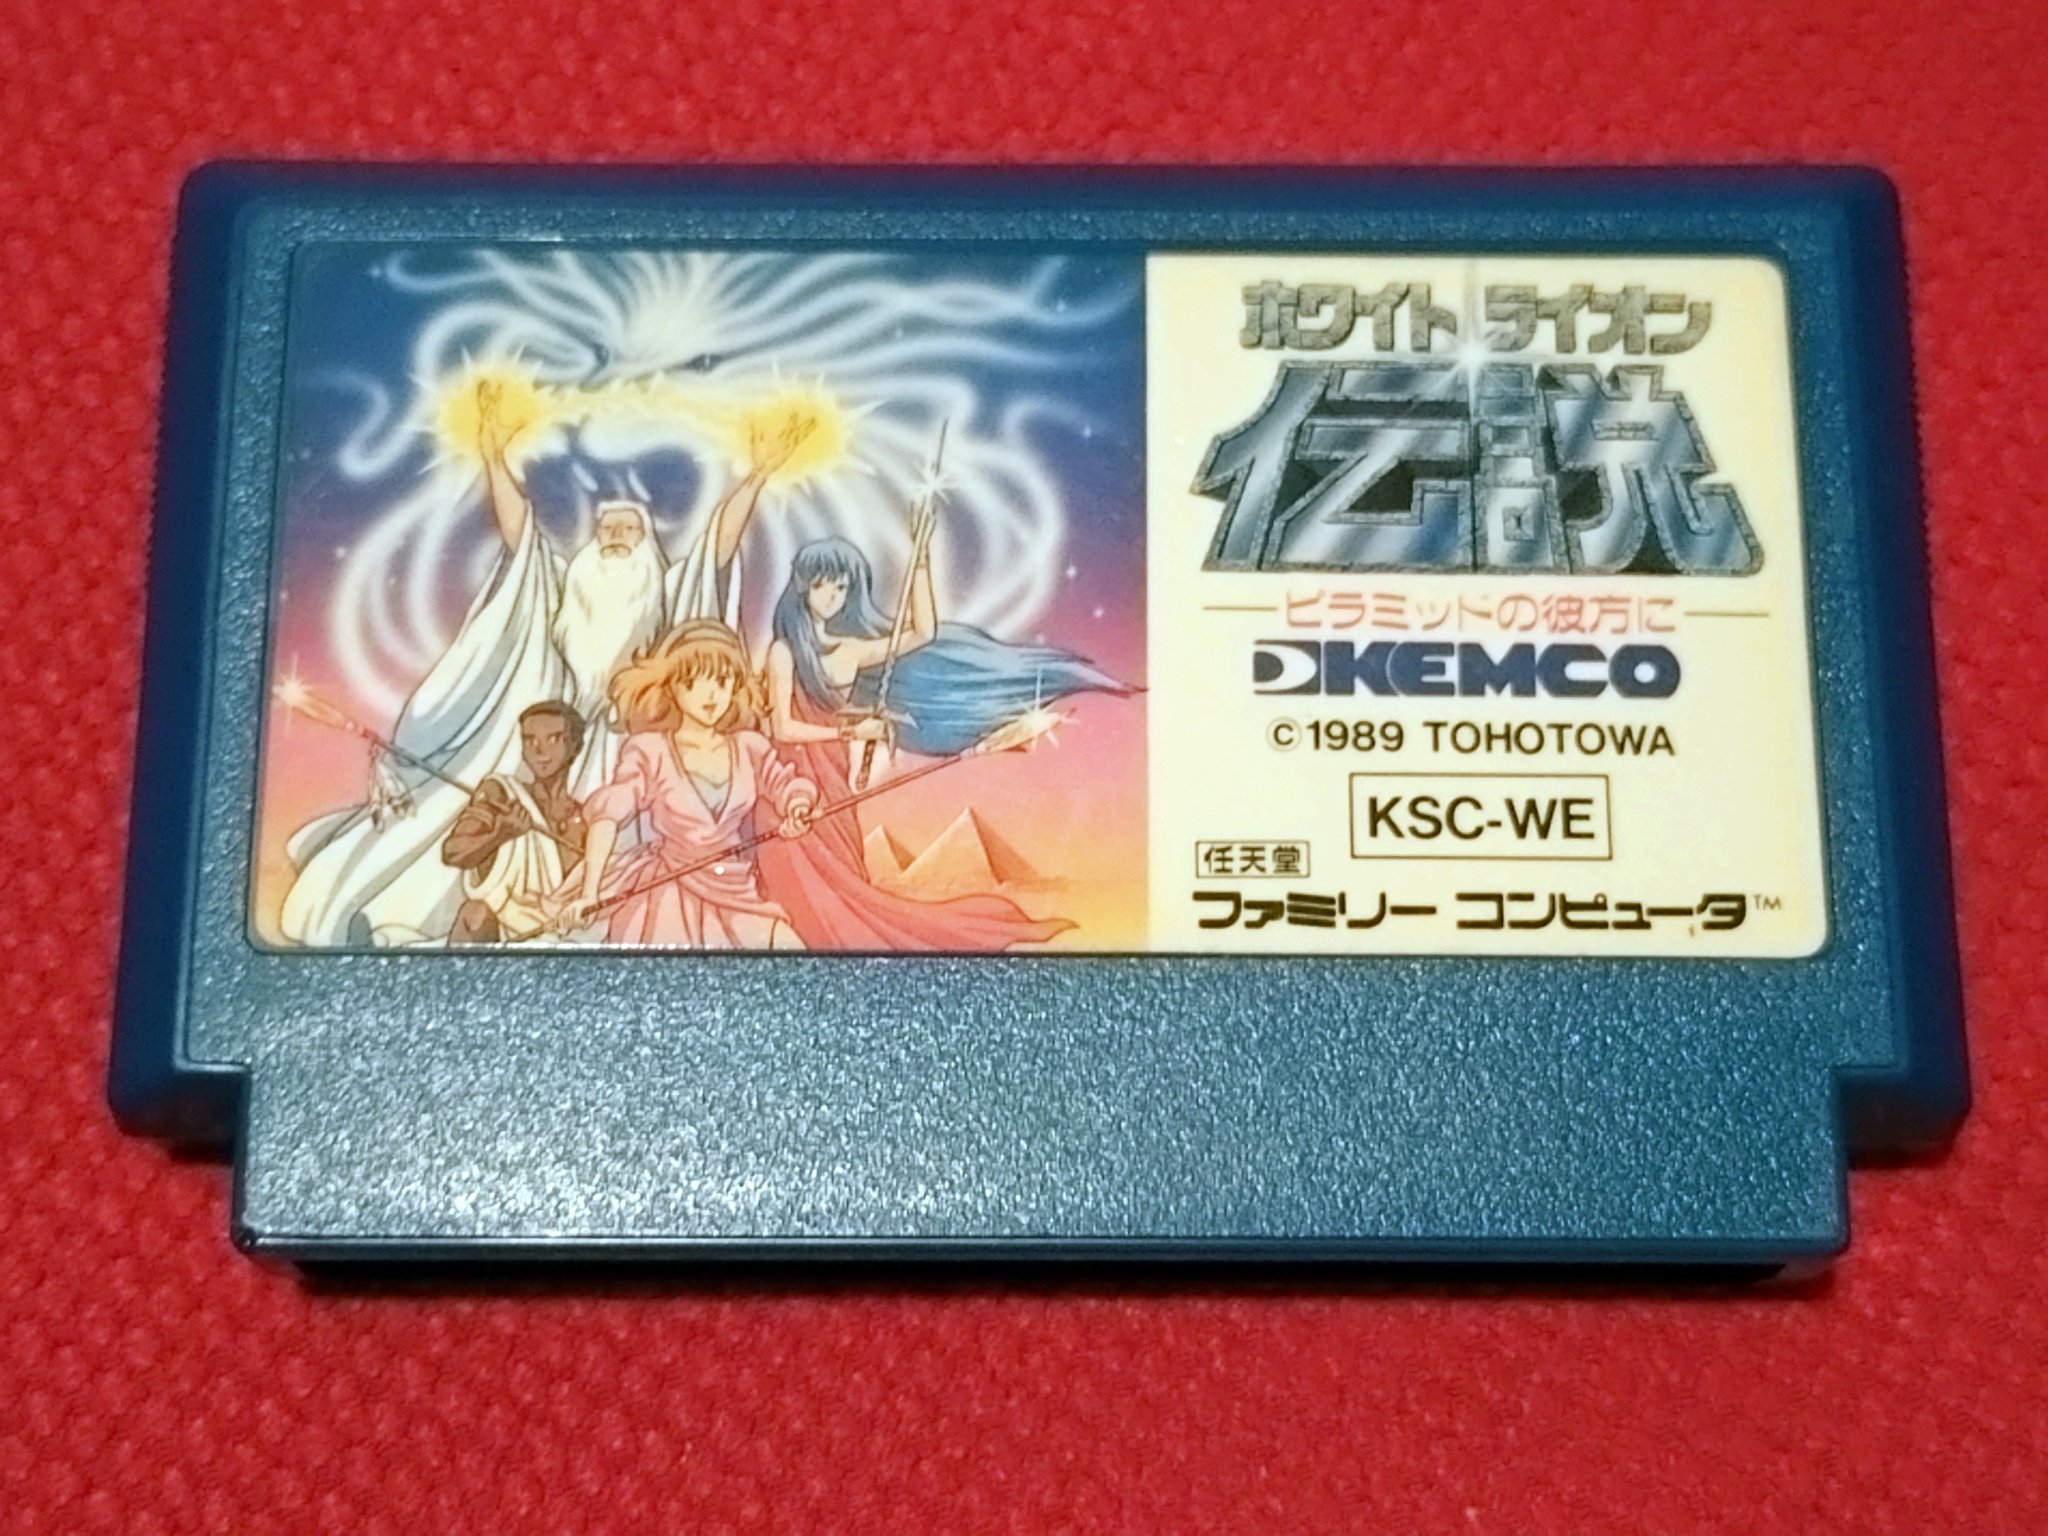 ホワイトライオン
伝説
ピラミッドの彼方に
KEMCO
©1989 TOHOTOWA
KSC-WE
任天堂
ファミリー コンピュータ™